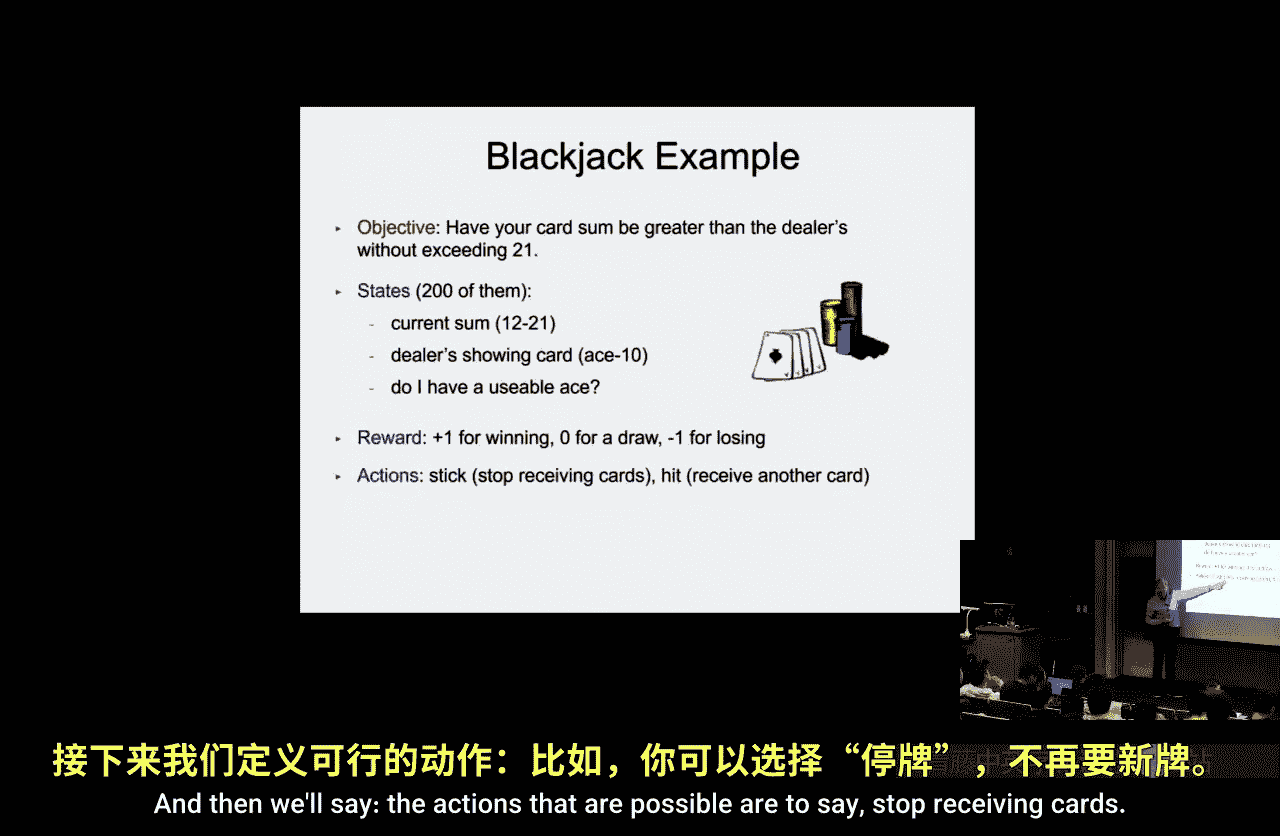 Blackjack Example
▸ Objective: Have your card sum be greater than the dealer's
without exceeding 21.
▸ States (200 of them):
- current sum (12-21)
- dealer's showing card (ace-10)
- do I have a useable ace?
▸ Reward: +1 for winning, 0 for a draw, -1 for losing
▸ Actions: stick (stop receiving cards), hit (receive another card)
接下来我们定义可行的动作：比如，你可以选择“停牌”，不再要新牌。
And then we'll say: the actions that are possible are to say, stop receiving cards.